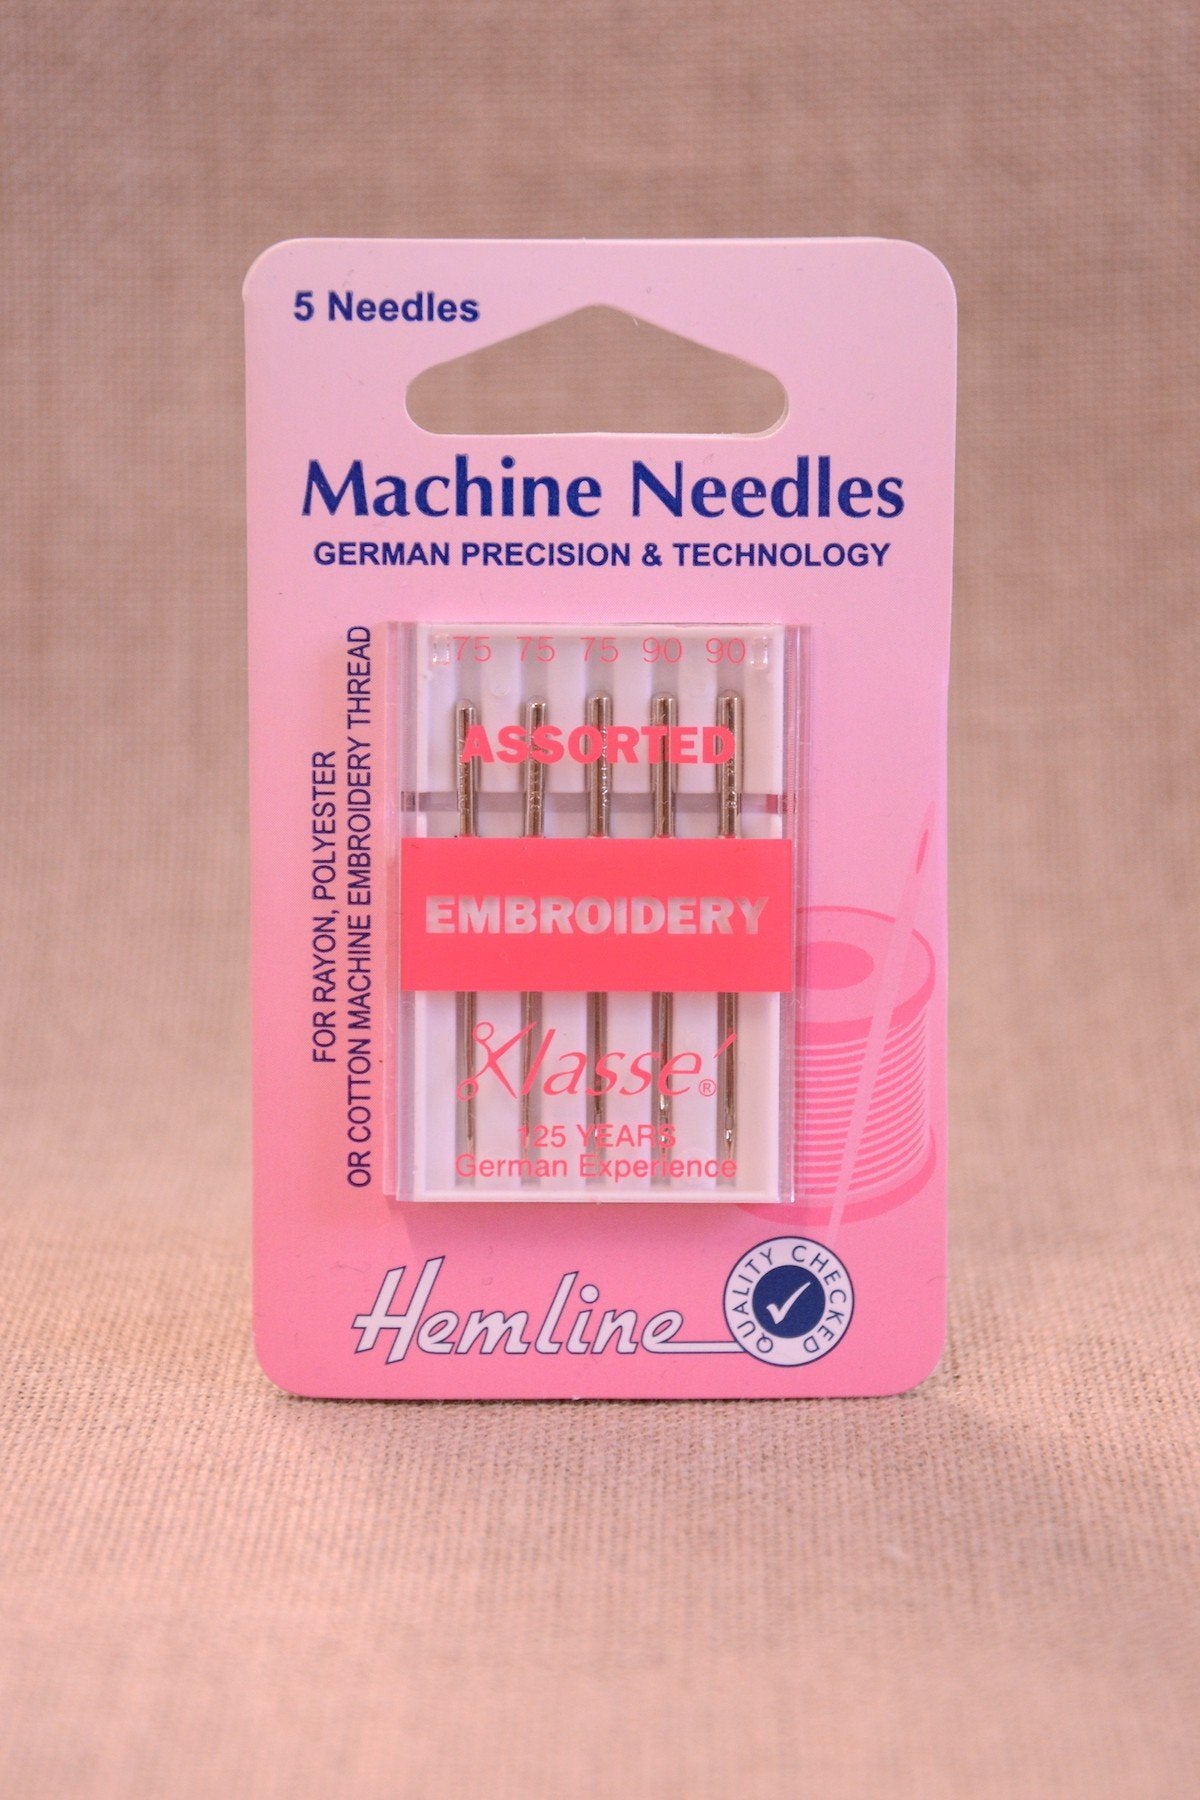 5 Needles
Machine Needles
GERMAN PRECISION & TECHNOLOGY
FOR RAYON, POLYESTER
OR COTTON MACHINE EMBROIDERY THREAD
75 75 75 90 90
ASSORTED
EMBROIDERY
Klassé®
125 YEARS
German Experience
Hemline
QUALITY CHECKED